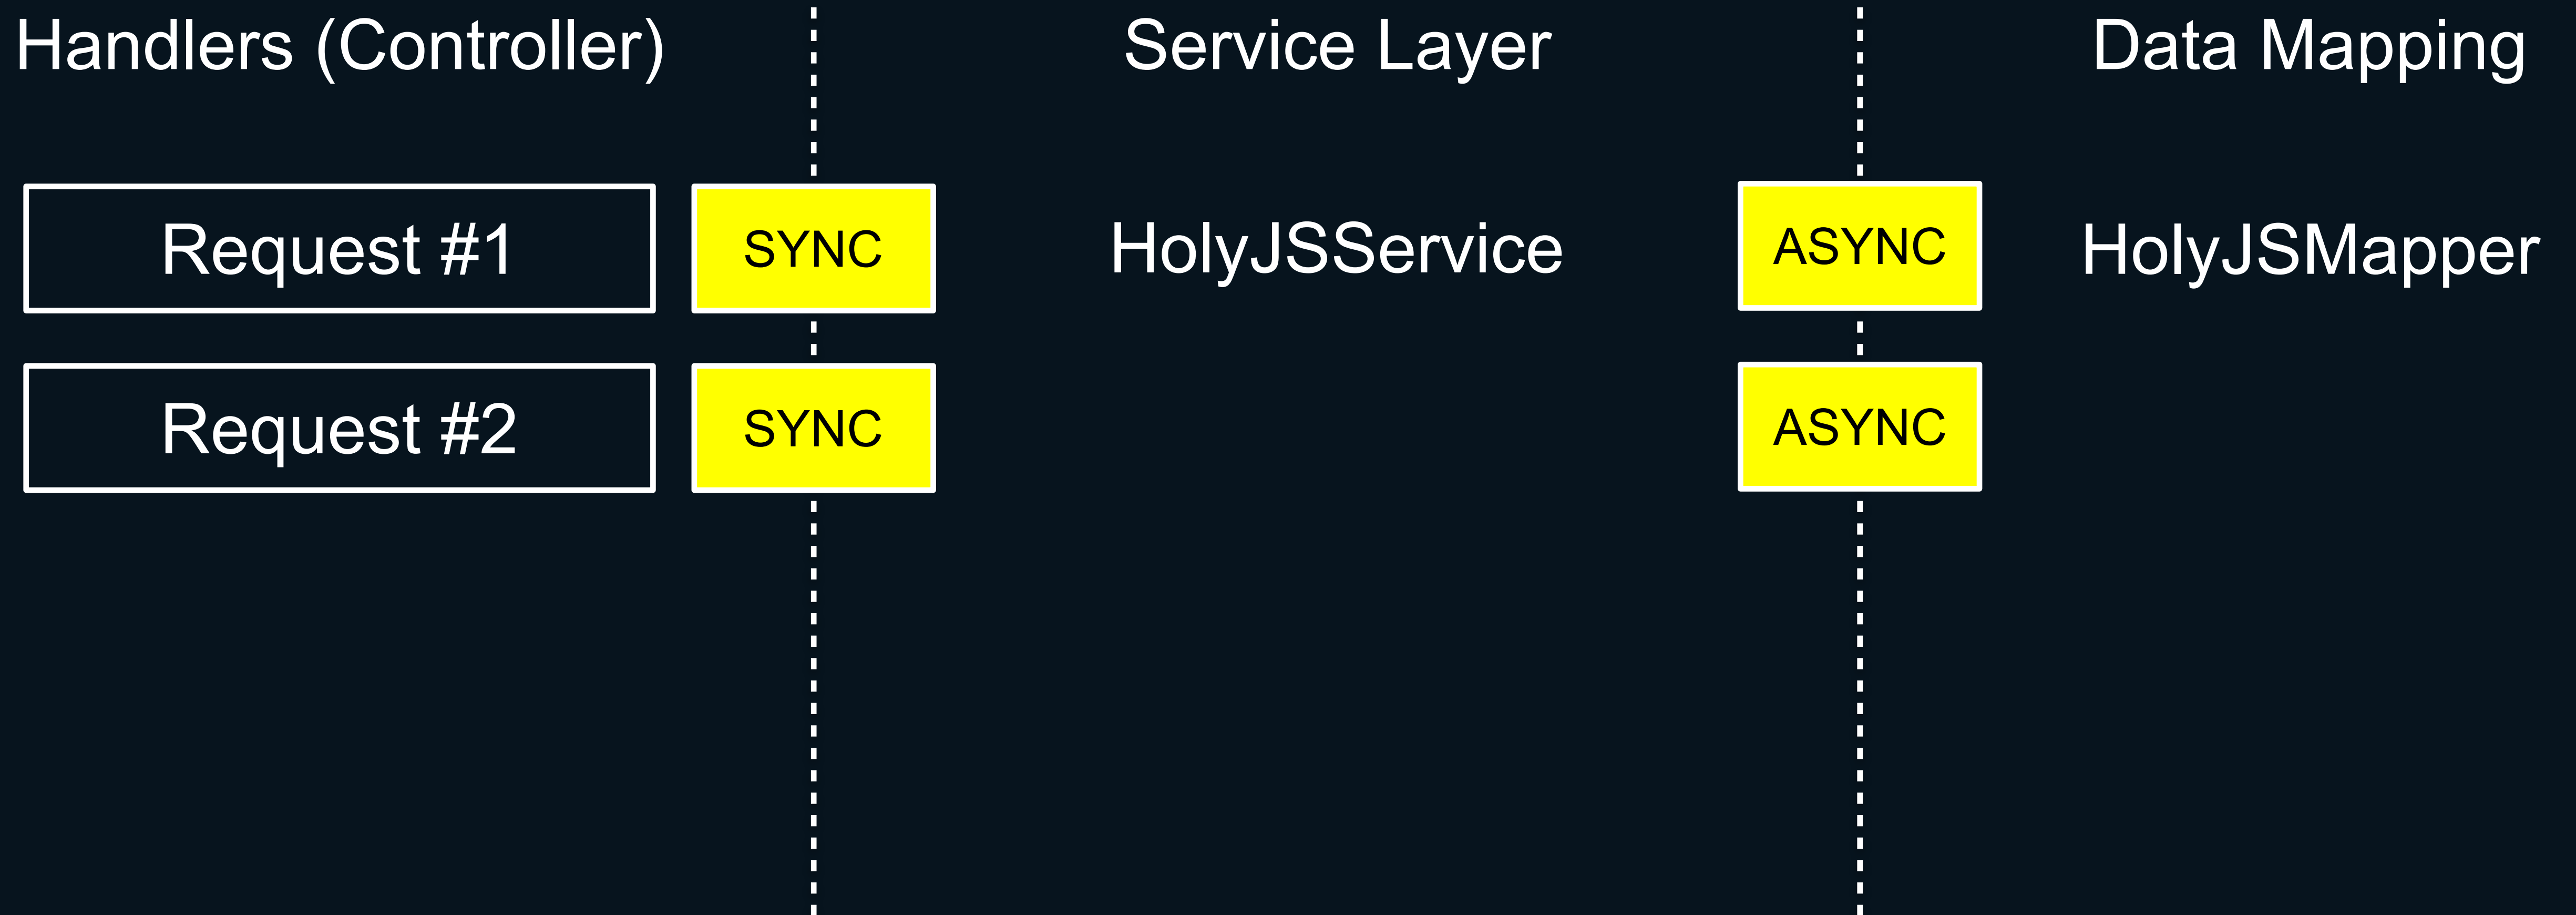 Handlers (Controller)
Service Layer
Data Mapping
Request #1
SYNC
HolyJSService
ASYNC
HolyJSMapper
Request #2
SYNC
ASYNC